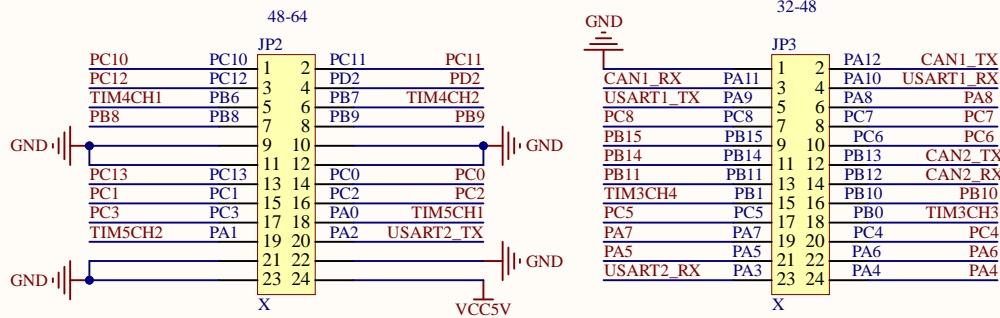 48-64
JP2
PC10 PC10 1 2 PC11 PC11
PC12 PC12 3 4 PD2 PD2
TIM4CH1 PB6 5 6 PB7 TIM4CH2
PB8 PB8 7 8 PB9 PB9
GND 9 10 GND
11 12
PC13 PC13 13 14 PC0 PC0
PC1 PC1 15 16 PC2 PC2
PC3 PC3 17 18 PA0 TIM5CH1
TIM5CH2 PA1 19 20 PA2 USART2_TX
21 22 GND
GND 23 24
X
VCC5V
32-48
GND
JP3
1 2 PA12 CAN1_TX
CAN1_RX PA11 3 4 PA10 USART1_RX
USART1_TX PA9 5 6 PA8 PA8
PC8 PC8 7 8 PC7 PC7
PB15 PB15 9 10 PC6 PC6
PB14 PB14 11 12 PB13 CAN2_TX
PB11 PB11 13 14 PB12 CAN2_RX
TIM3CH4 PB1 15 16 PB10 PB10
PC5 PC5 17 18 PB0 TIM3CH3
PA7 PA7 19 20 PC4 PC4
PA5 PA5 21 22 PA6 PA6
USART2_RX PA3 23 24 PA4 PA4
X